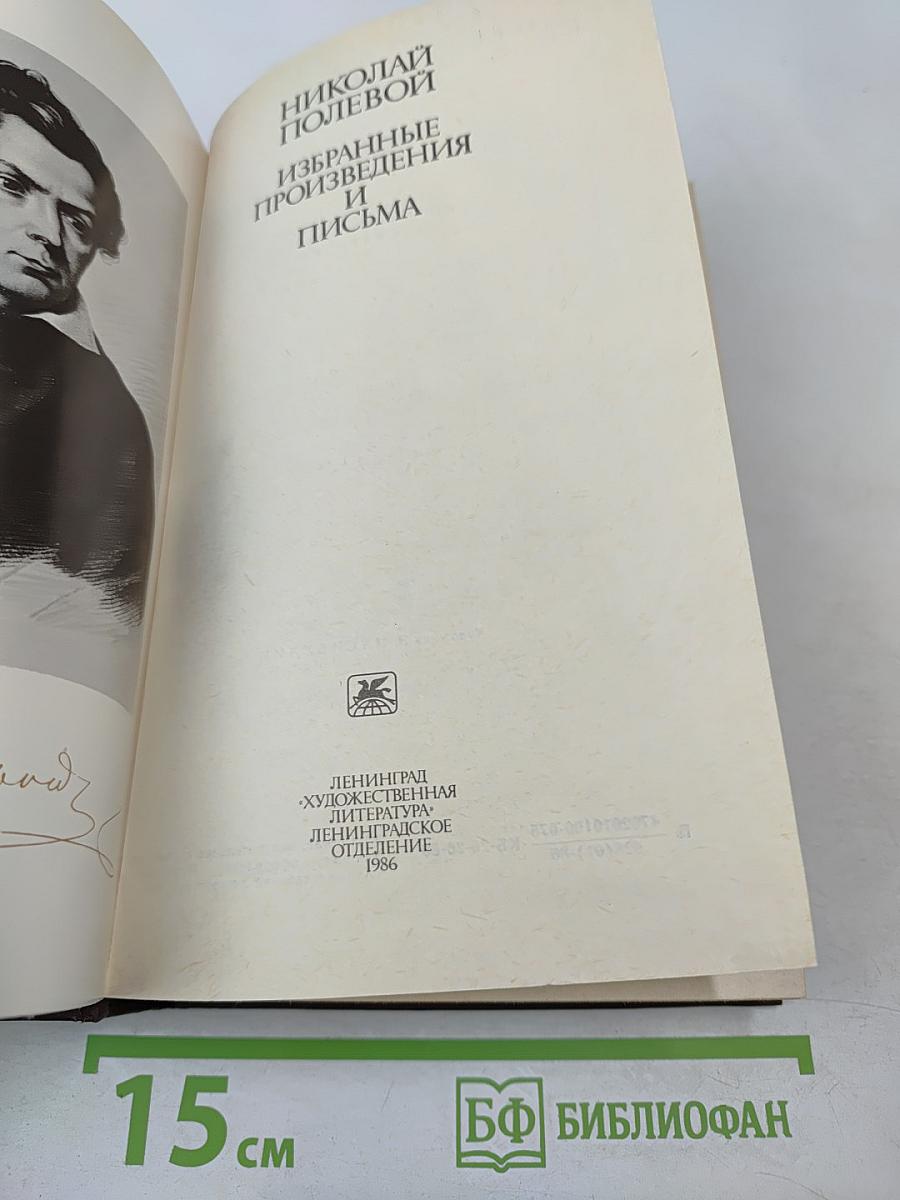 НИКОЛАЙ
ПОЛЕВОЙ
ИЗБРАННЫЕ
ПРОИЗВЕДЕНИЯ
И
ПИСЬМА
ЛЕНИНГРАД
«ХУДОЖЕСТВЕННАЯ
ЛИТЕРАТУРА»
ЛЕНИНГРАДСКОЕ
ОТДЕЛЕНИЕ
1986
15 см
БФ БИБЛИОФАН